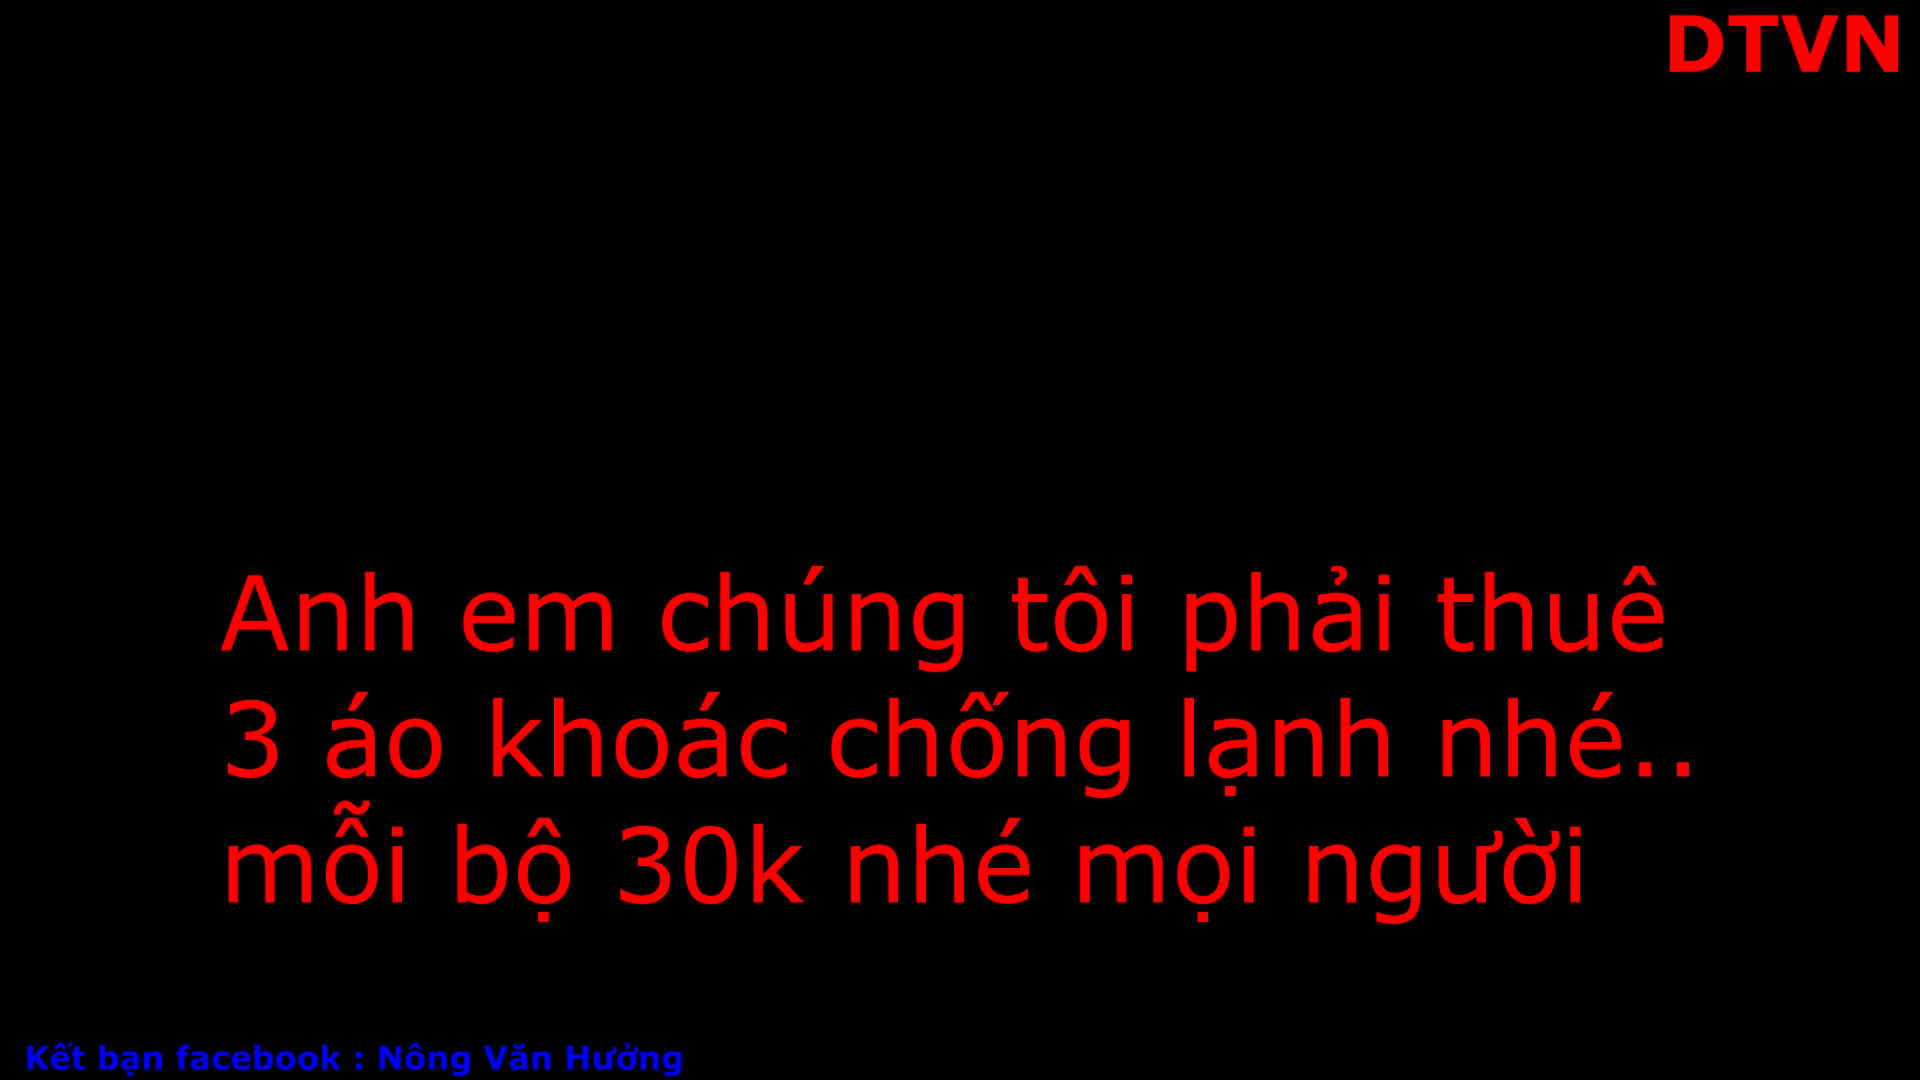 DTVN
Anh em chúng tôi phải thuê
3 áo khoác chống lạnh nhé..
mỗi bộ 30k nhé mọi người
Kết bạn facebook : Nông Văn Hưởng